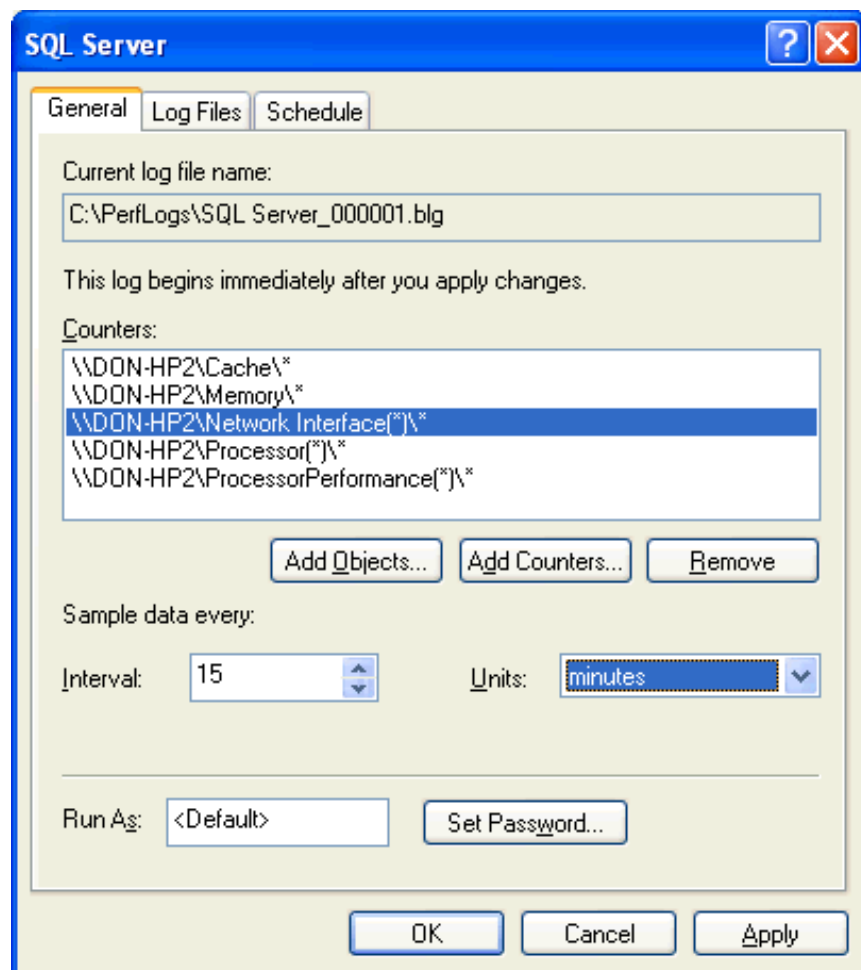 SQL Server
General Log Files Schedule
Current log file name:
C:\PerfLogs\SQL Server_000001.blg
This log begins immediately after you apply changes.
Counters:
\\DON-HP2\Cache\*
\\DON-HP2\Memory\*
\\DON-HP2\Network Interface(*)\*
\\DON-HP2\Processor(*)\*
\\DON-HP2\ProcessorPerformance(*)\*
Add Objects... Add Counters... Remove
Sample data every:
Interval: 15 Units: minutes
Run As: <Default> Set Password...
OK Cancel Apply